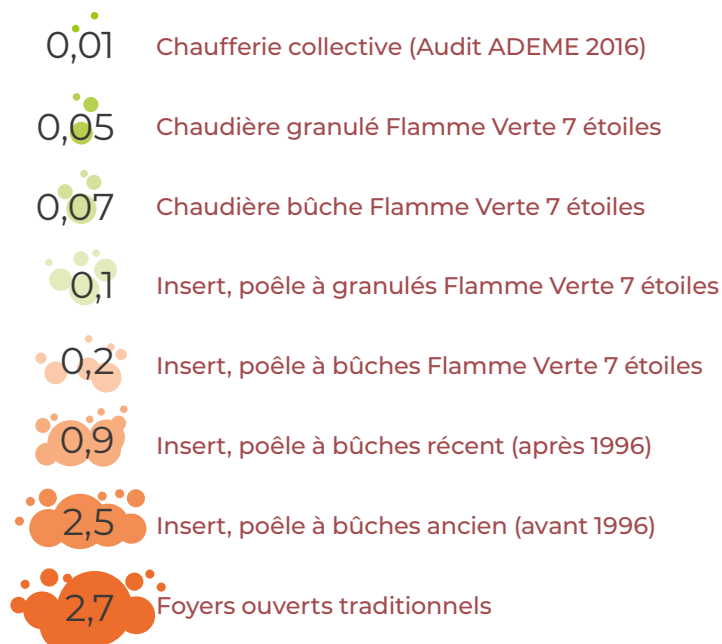 0,01 Chaufferie collective (Audit ADEME 2016)
0,05 Chaudière granulé Flamme Verte 7 étoiles
0,07 Chaudière bûche Flamme Verte 7 étoiles
0,1 Insert, poêle à granulés Flamme Verte 7 étoiles
0,2 Insert, poêle à bûches Flamme Verte 7 étoiles
0,9 Insert, poêle à bûches récent (après 1996)
2,5 Insert, poêle à bûches ancien (avant 1996)
2,7 Foyers ouverts traditionnels